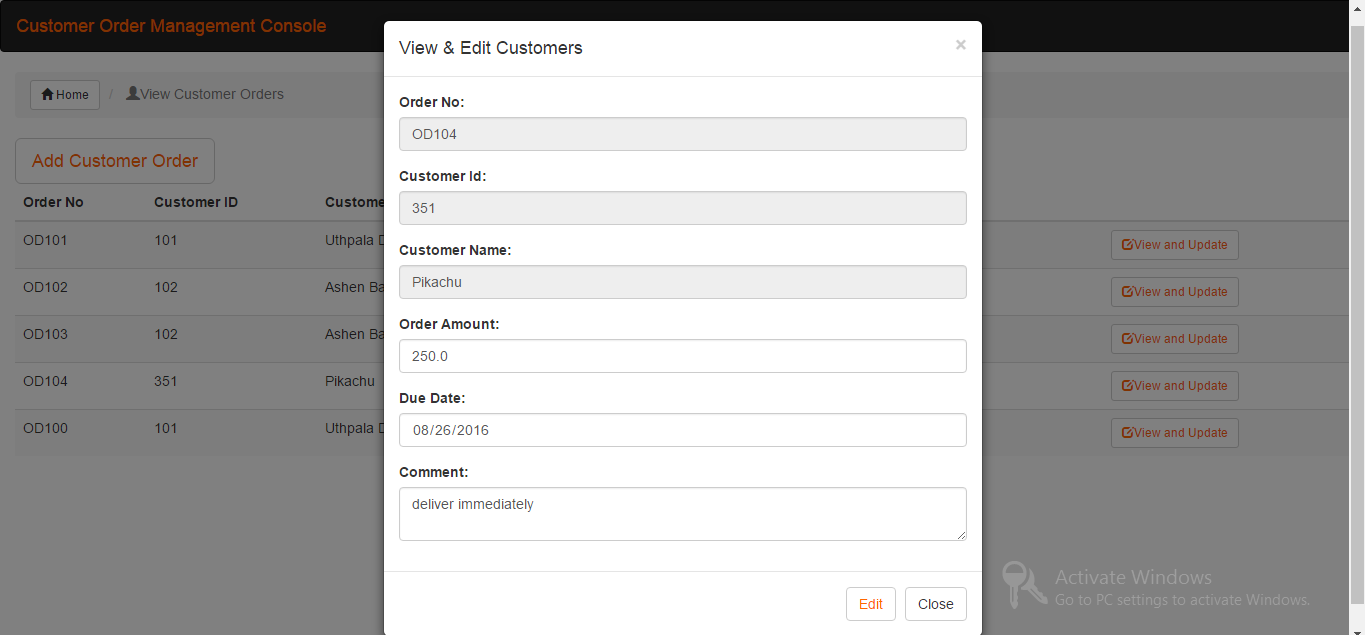 Customer Order Management Console
View & Edit Customers ×
Home / View Customer Orders
Add Customer Order
Order No Customer ID
OD101 101 Uthpala View and Update
OD102 102 Ashen View and Update
OD103 102 Ashen View and Update
OD104 351 Pikachu View and Update
OD100 101 Uthpala View and Update
Order No:
OD104
Customer Id:
351
Customer Name:
Pikachu
Order Amount:
250.0
Due Date:
08/26/2016
Comment:
deliver immediately
Edit Close
Activate Windows
Go to PC settings to activate Windows.